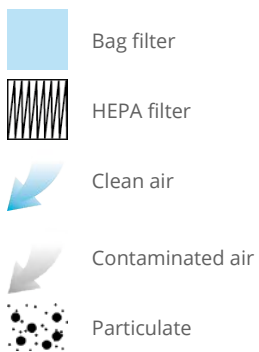 Bag filter
HEPA filter
Clean air
Contaminated air
Particulate